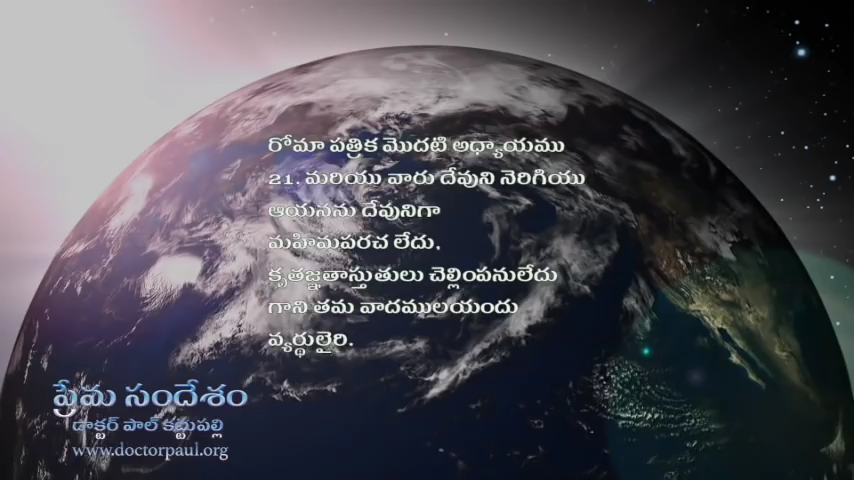 రోమా పత్రిక మొదటి అధ్యాయము
21. మరియు వారు దేవుని నెరిగియు
ఆయనను దేవునిగా
మహిమపరచ లేదు,
కృతజ్ఞతాస్తుతులు చెల్లింపనులేదు
గాని తమ వాదములయందు
వ్యర్థులైరి.
ప్రేమ సందేశం
డాక్టర్ పాల్ కట్టుపల్లి
www.doctorpaul.org